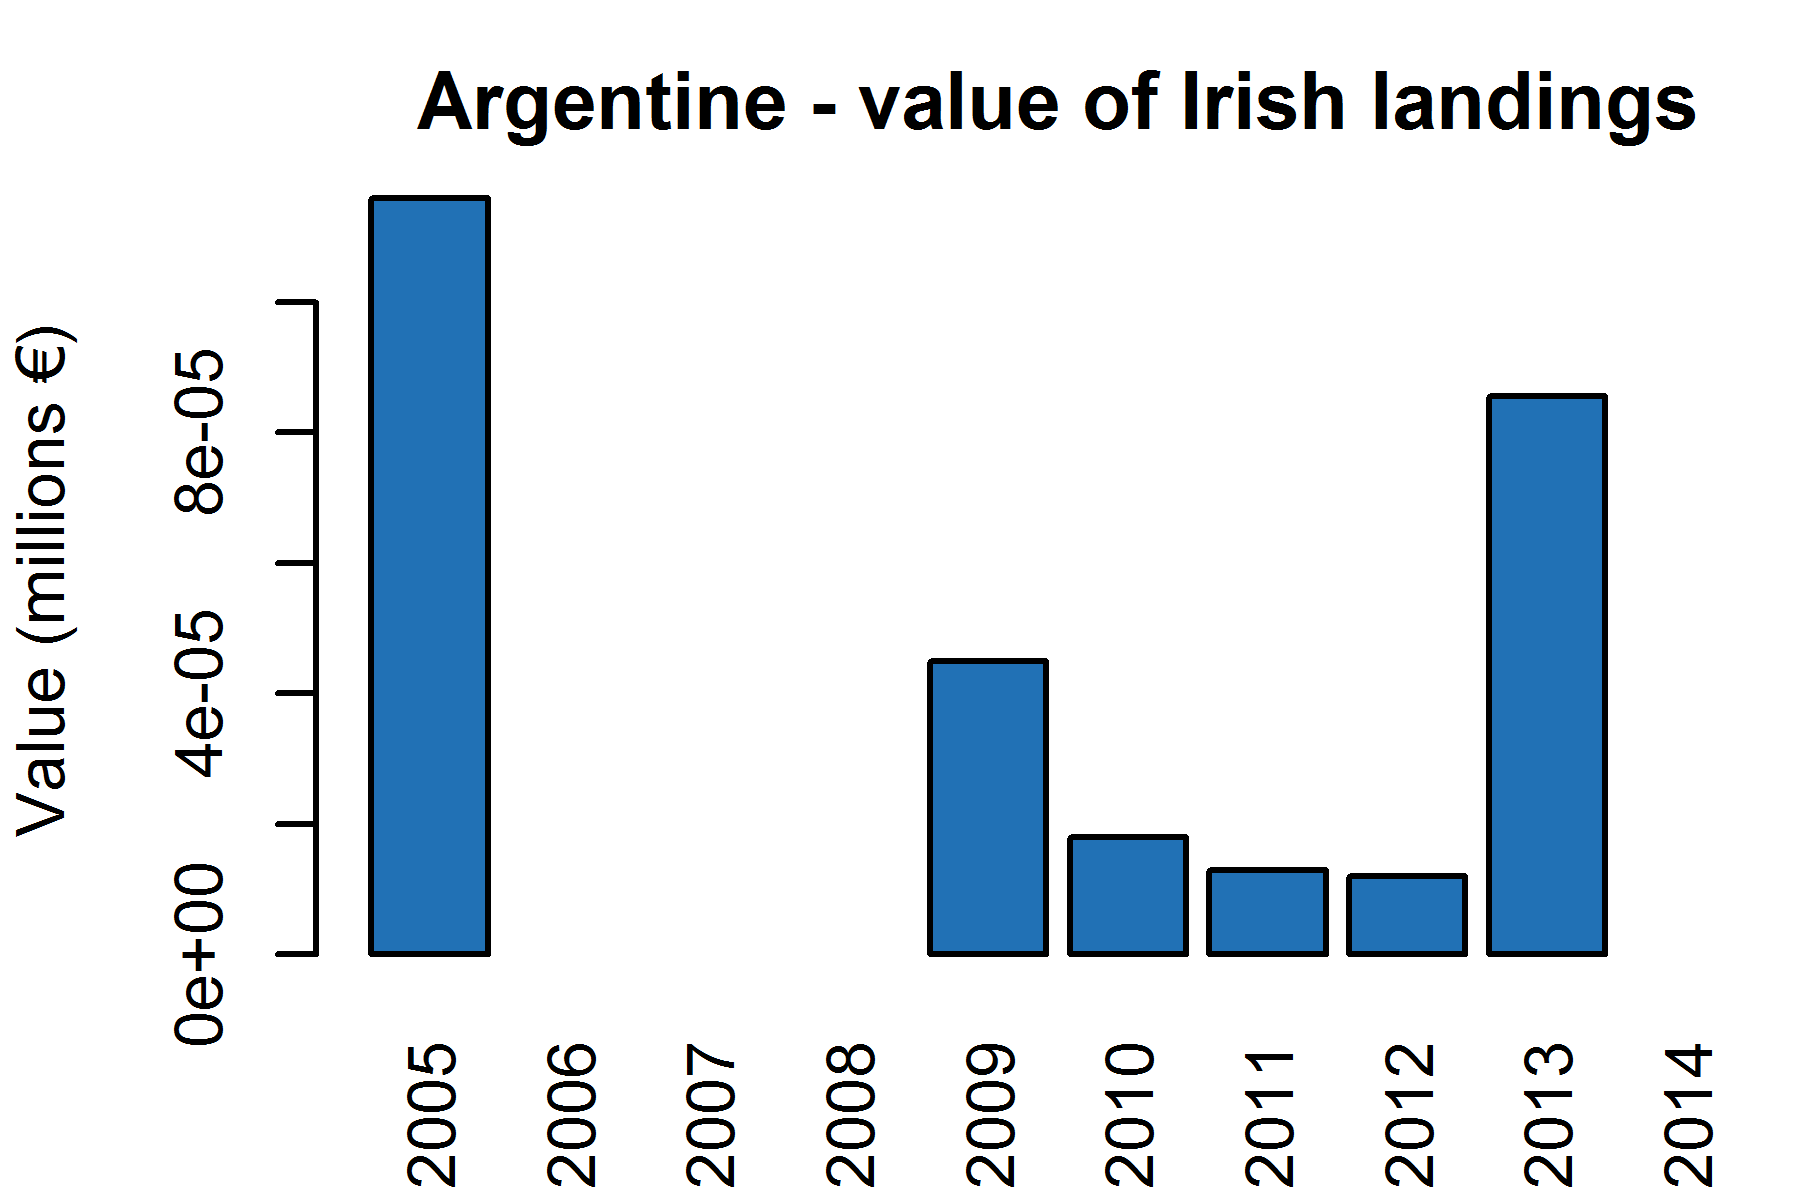 Argentine - value of Irish landings
Value (millions €)
8e-05
4e-05
0e+00
2005
2006
2007
2008
2009
2010
2011
2012
2013
2014